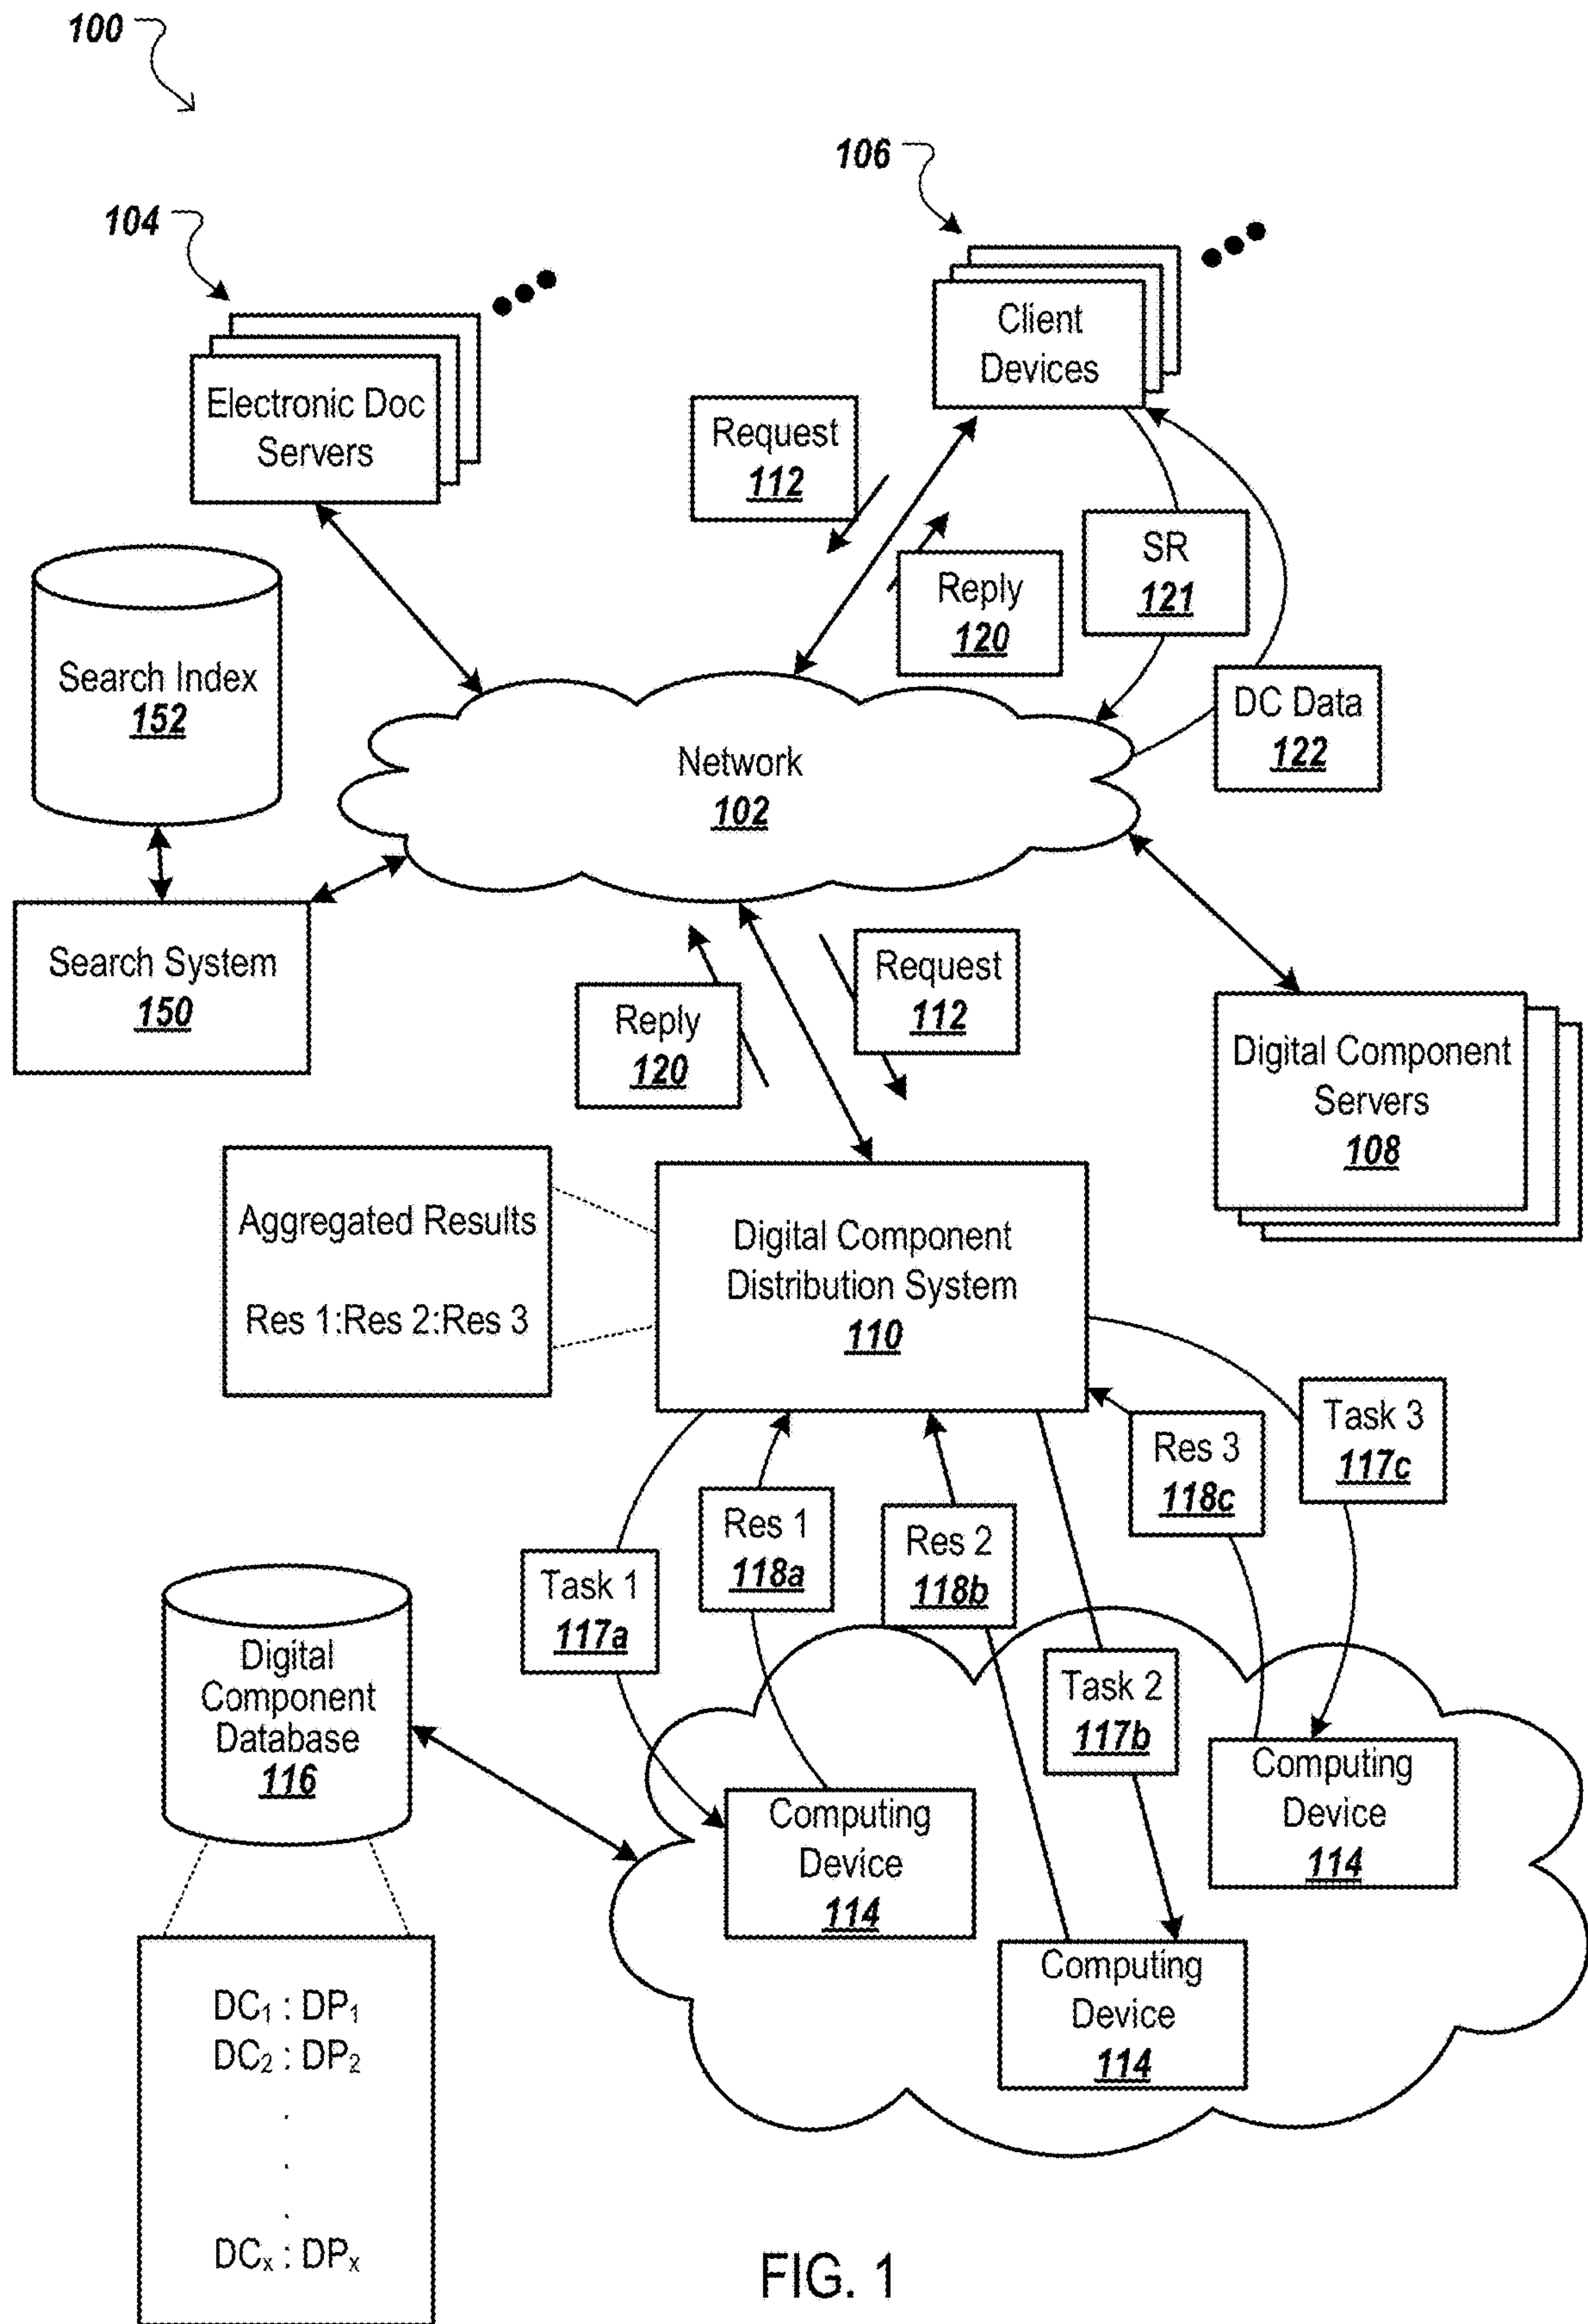 100
106
104
Client
Devices
Electronic Doc
Servers
Request
112
SR
121
Reply
120
Search Index
152
DC Data
122
Network
102
Search System
150
Request
112
Reply
120
Digital Component
Servers
108
Aggregated Results
Res 1:Res 2:Res 3
Digital Component
Distribution System
110
Task 3
117c
Res 3
118c
Res 1
118a
Res 2
118b
Task 1
117a
Digital
Component
Database
116
Task 2
117b
Computing
Device
114
Computing
Device
114
Computing
Device
114
DC₁ : DP₁
DC₂ : DP₂
.
.
.
DCₓ : DPₓ
FIG. 1